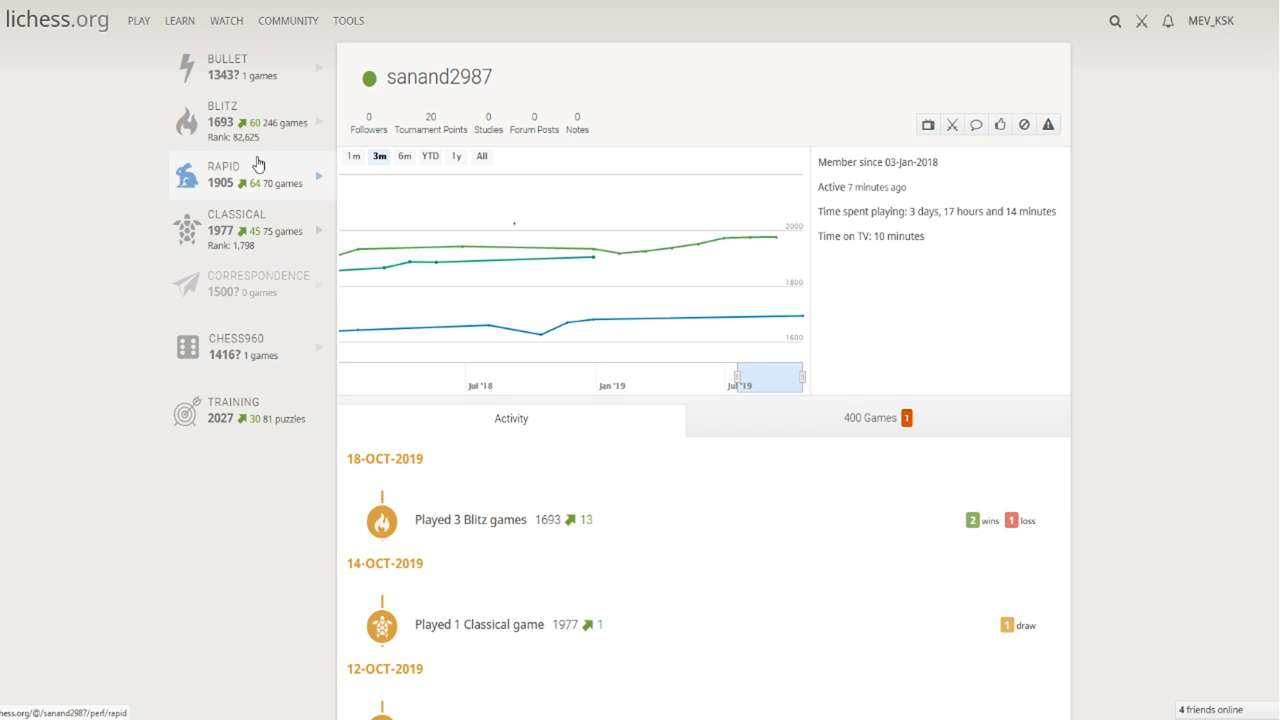 lichess.org PLAY LEARN WATCH COMMUNITY TOOLS MEV_KSK
BULLET
1343? 1 games
BLITZ
1693 60 246 games
Rank: 82,625
RAPID
1905 64 70 games
CLASSICAL
1977 45 75 games
Rank: 1,798
CORRESPONDENCE
1500? 0 games
CHESS960
1416? 1 games
TRAINING
2027 30 81 puzzles
sanand2987
0 20 0 0 0
Followers Tournament Points Studies Forum Posts Notes
1m 3m 6m YTD 1y All
2000
1800
1600
Jul '18 Jan '19 Jul '19
Member since 03-Jan-2018
Active 7 minutes ago
Time spent playing: 3 days, 17 hours and 14 minutes
Time on TV: 10 minutes
Activity 400 Games 1
18-OCT-2019
Played 3 Blitz games 1693 13 2 wins 1 loss
14-OCT-2019
Played 1 Classical game 1977 1 1 draw
12-OCT-2019
hess.org/@/sanand2987/perf/rapid
4 friends online